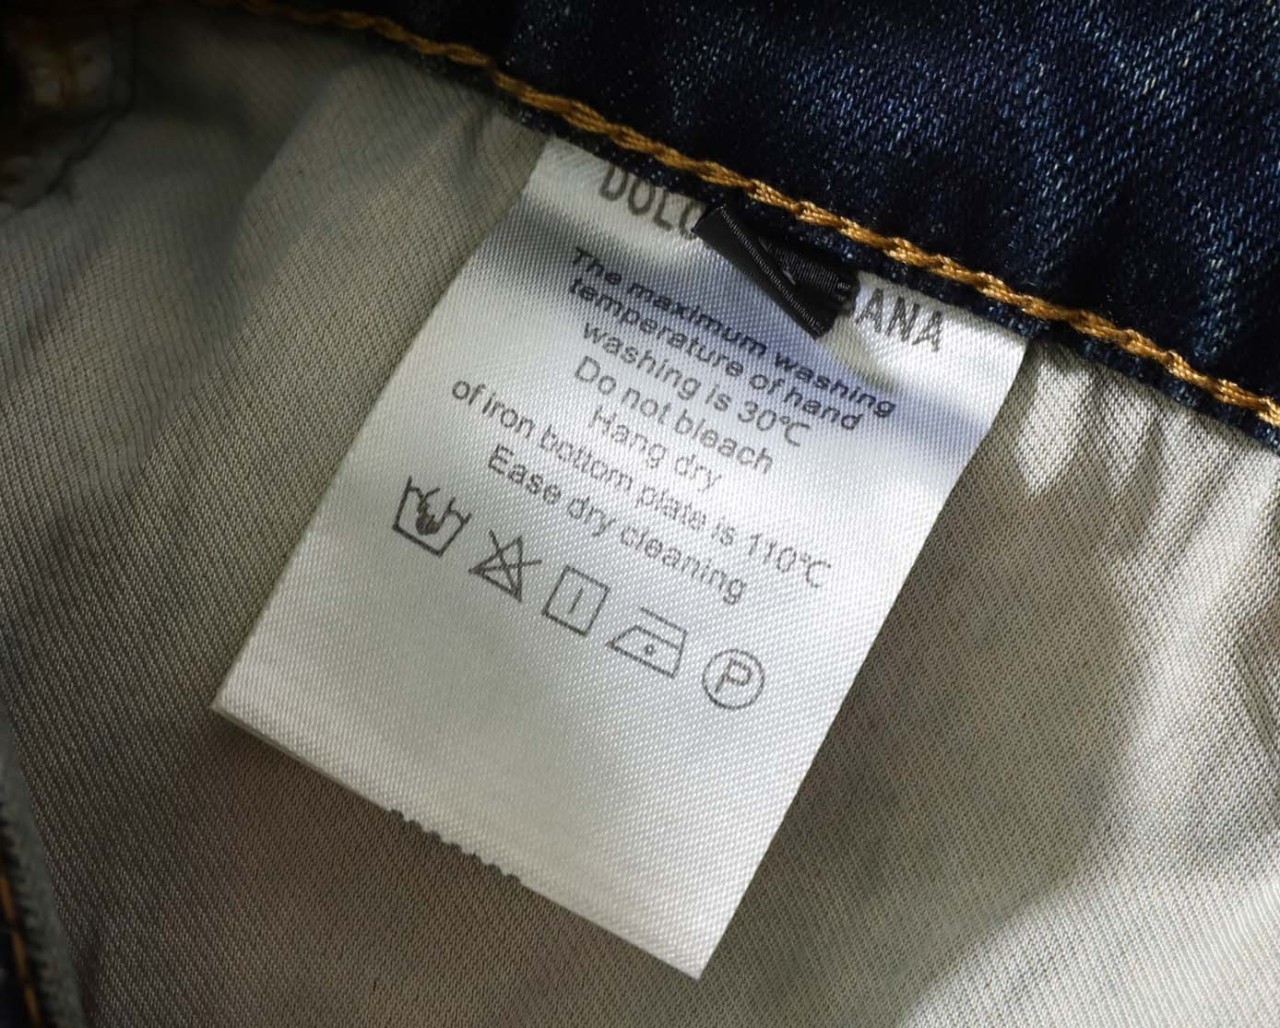 DOLC BANA
The maximum washing
temperature of hand
washing is 30℃
Do not bleach
Hang dry
of iron bottom plate is 110℃
Ease dry cleaning
P